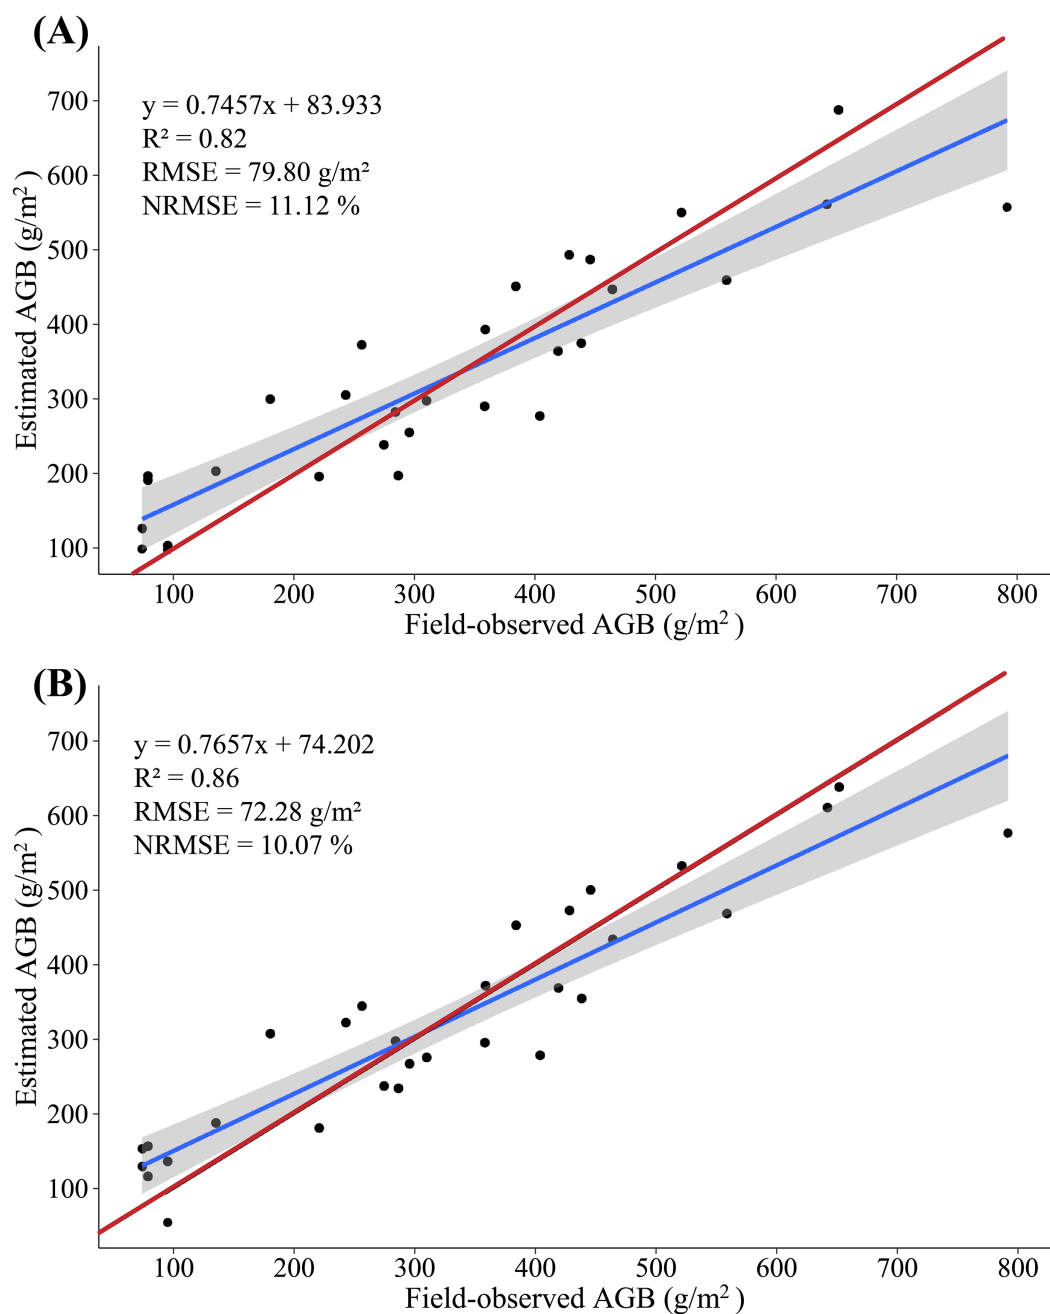 (A)
y = 0.7457x + 83.933
R² = 0.82
RMSE = 79.80 g/m²
NRMSE = 11.12 %
Estimated AGB (g/m²)
700
600
500
400
300
200
100
100 200 300 400 500 600 700 800
Field-observed AGB (g/m²)
(B)
y = 0.7657x + 74.202
R² = 0.86
RMSE = 72.28 g/m²
NRMSE = 10.07 %
Estimated AGB (g/m²)
700
600
500
400
300
200
100
100 200 300 400 500 600 700 800
Field-observed AGB (g/m²)